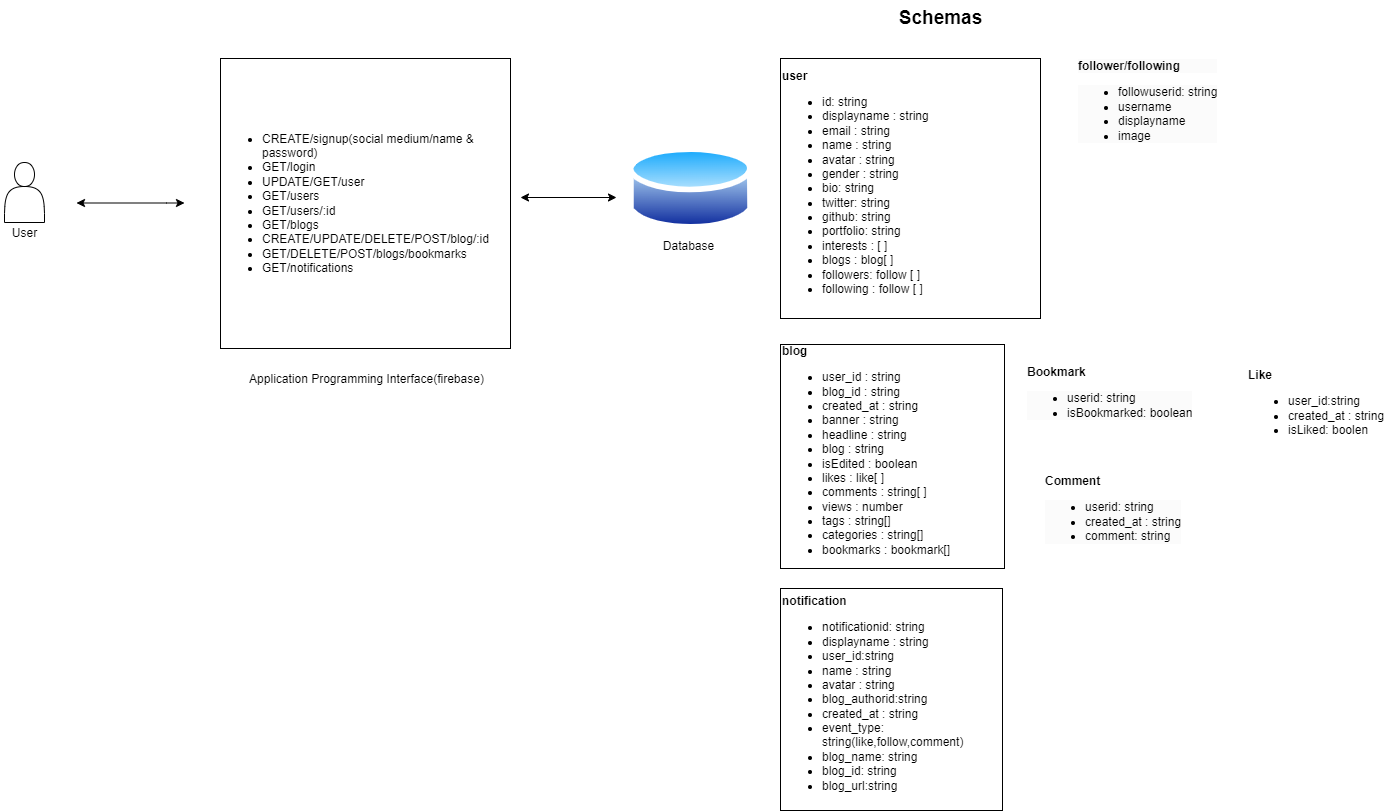 Schemas
User
CREATE/signup(social medium/name &
password)
GET/login
UPDATE/GET/user
GET/users
GET/users/:id
GET/blogs
CREATE/UPDATE/DELETE/POST/blog/:id
GET/DELETE/POST/blogs/bookmarks
GET/notifications
Application Programming Interface(firebase)
Database
user
id: string
displayname : string
email : string
name : string
avatar : string
gender : string
bio: string
twitter: string
github: string
portfolio: string
interests : [ ]
blogs : blog[ ]
followers: follow [ ]
following : follow [ ]
follower/following
followuserid: string
username
displayname
image
blog
user_id : string
blog_id : string
created_at : string
banner : string
headline : string
blog : string
isEdited : boolean
likes : like[ ]
comments : string[ ]
views : number
tags : string[]
categories : string[]
bookmarks : bookmark[]
Bookmark
userid: string
isBookmarked: boolean
Like
user_id:string
created_at : string
isLiked: boolen
Comment
userid: string
created_at : string
comment: string
notification
notificationid: string
displayname : string
user_id:string
name : string
avatar : string
blog_authorid:string
created_at : string
event_type:
string(like,follow,comment)
blog_name: string
blog_id: string
blog_url:string